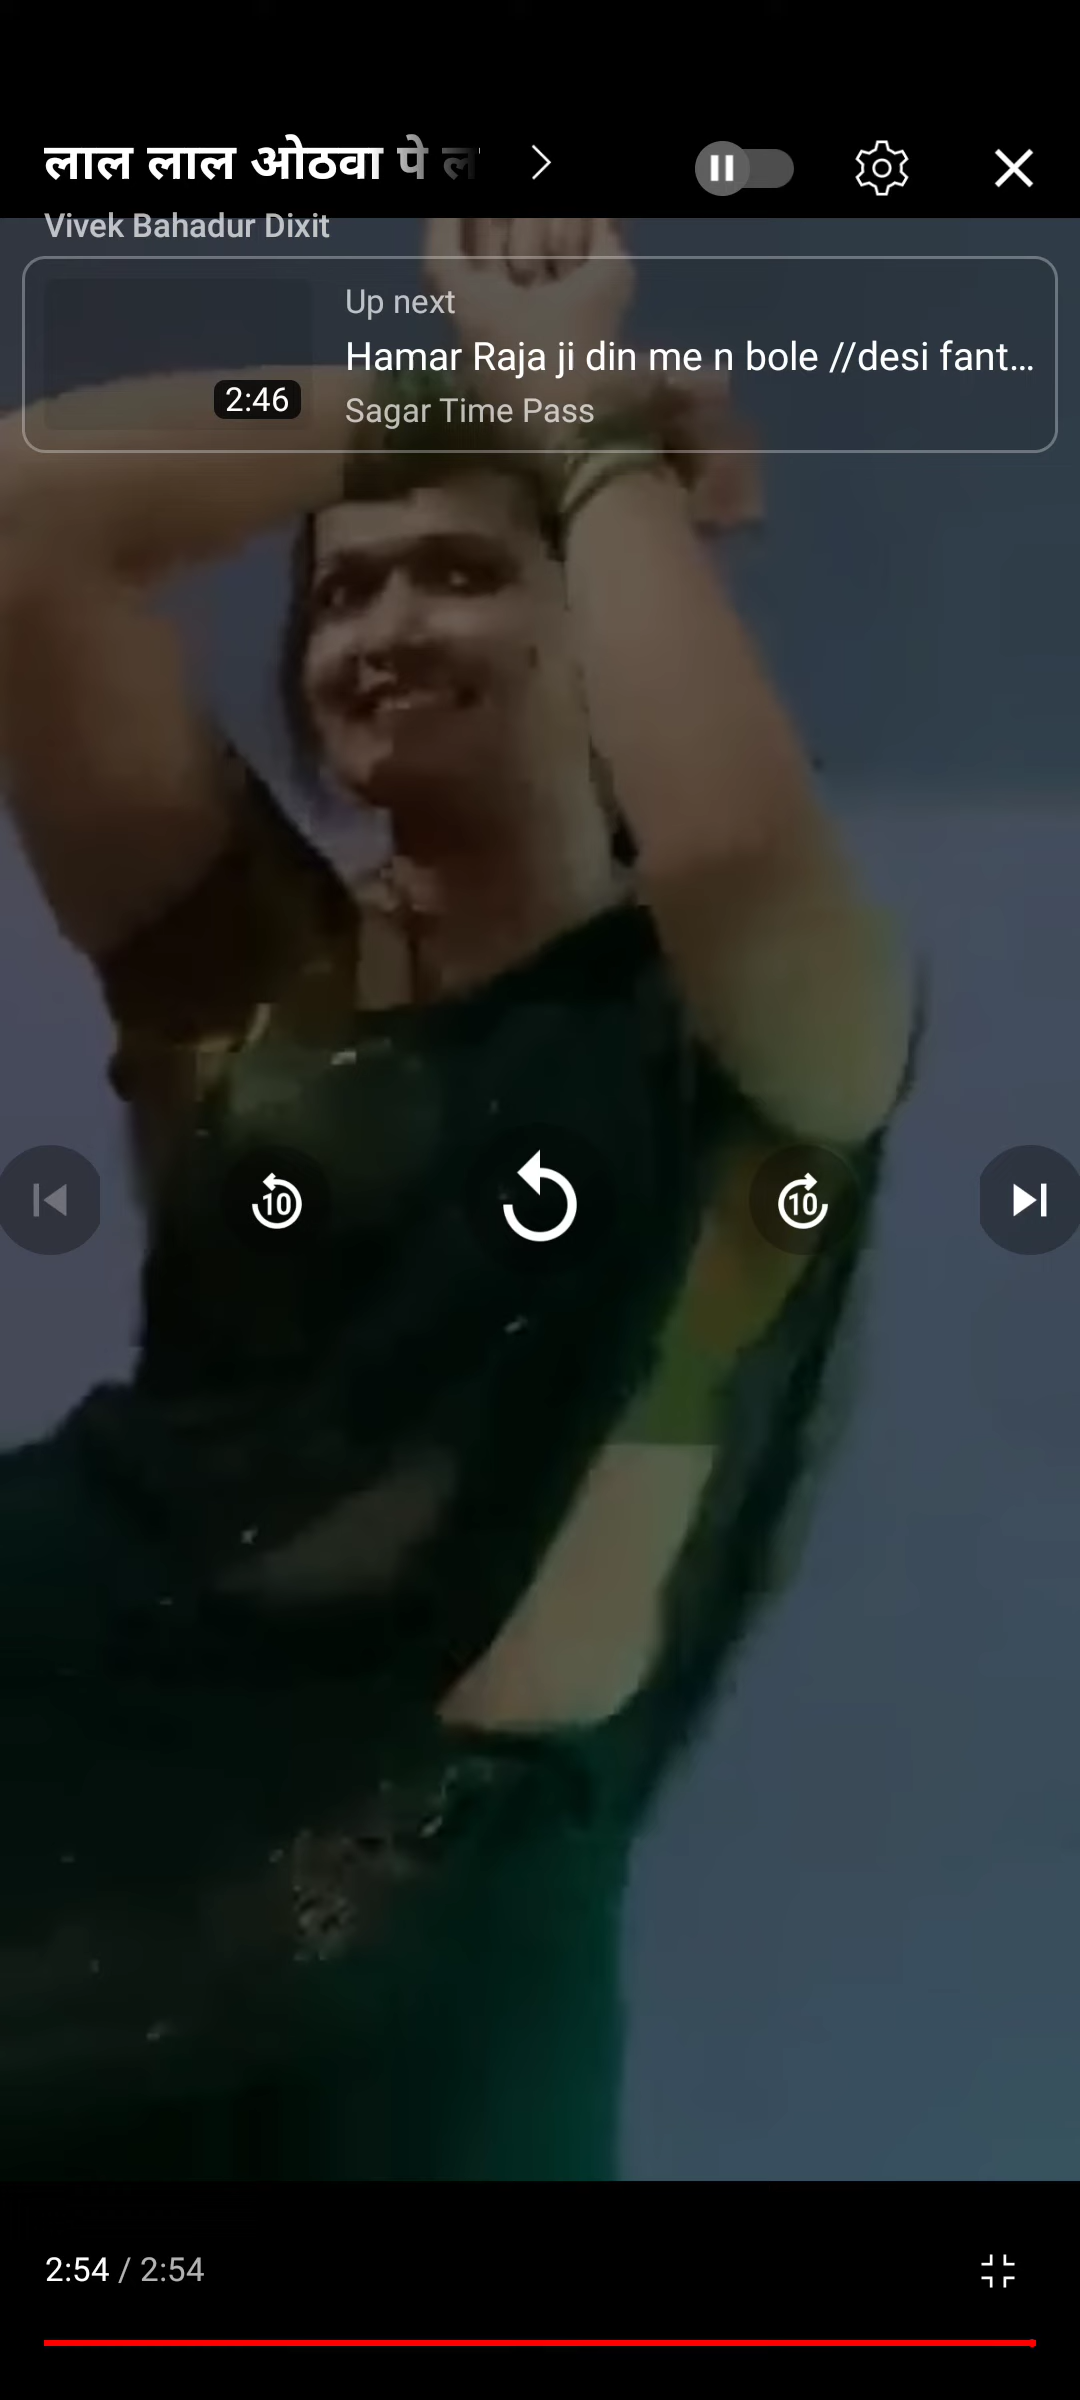 लाल लाल ओठवा पे
Vivek Bahadur Dixit
Up next
Hamar Raja ji din me n bole //desi fant...
2:46
Sagar Time Pass
10
10
2:54 / 2:54